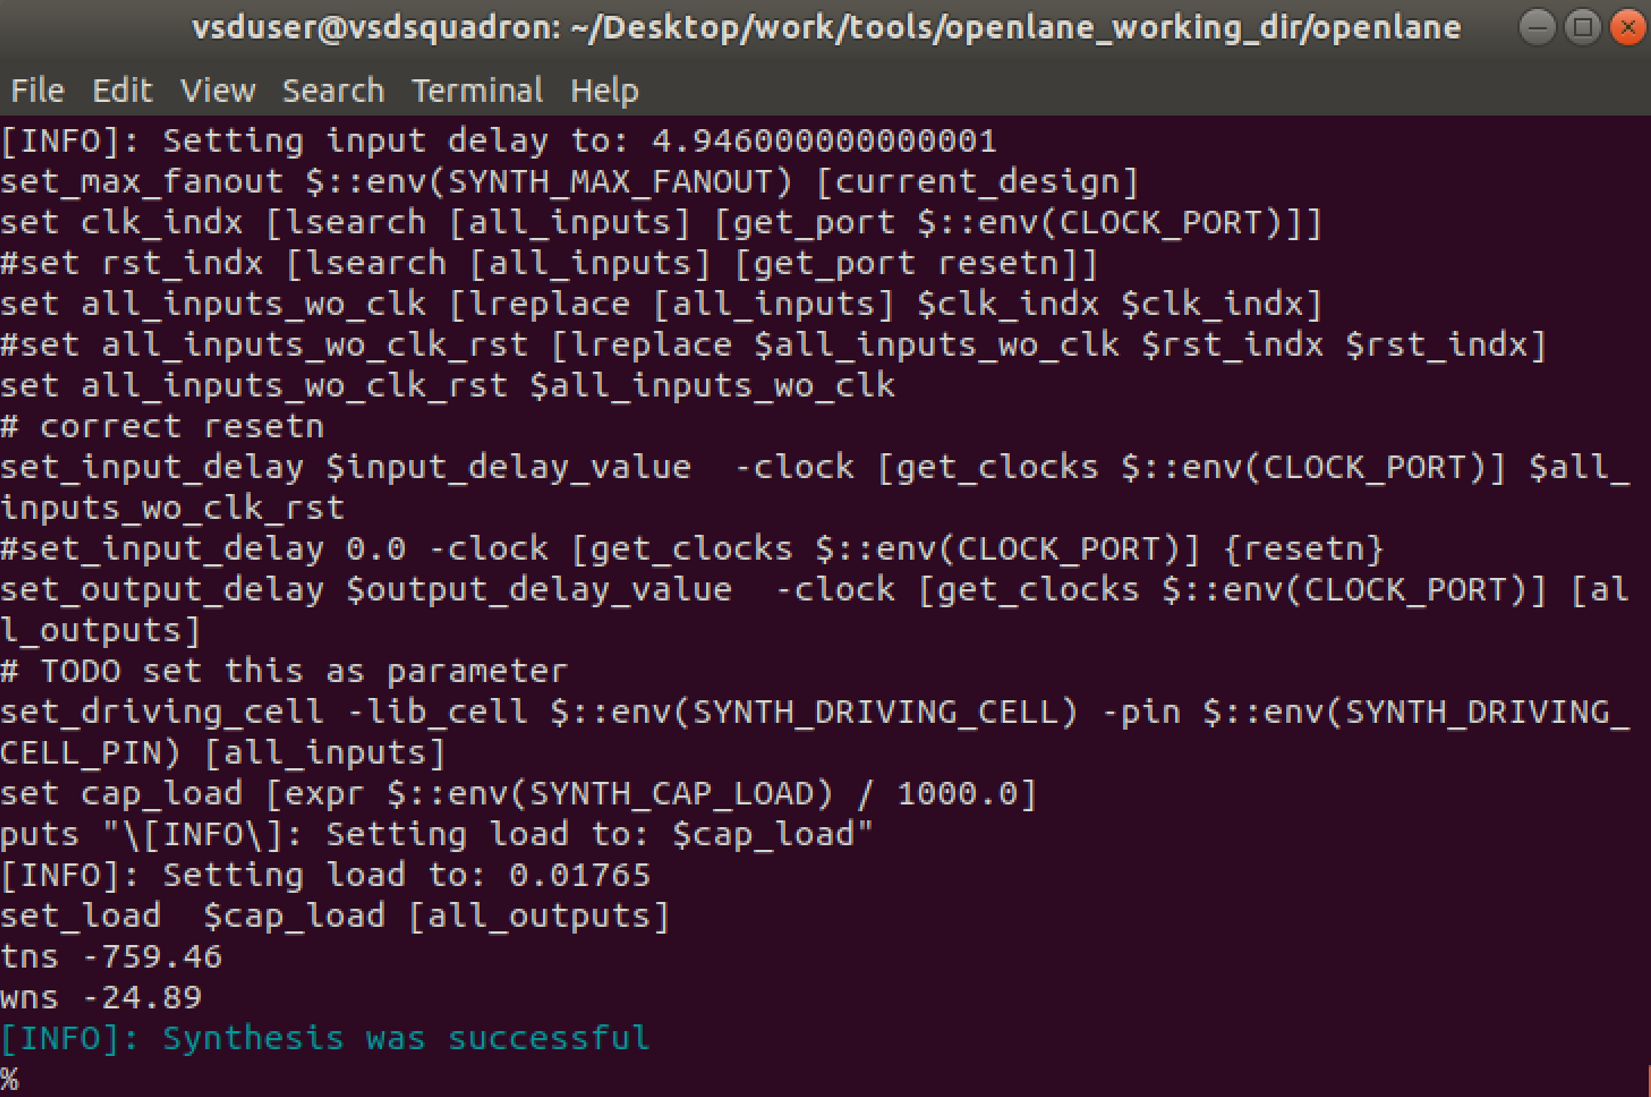 vsduser@vsdsquadron: ~/Desktop/work/tools/openlane_working_dir/openlane
File Edit View Search Terminal Help
[INFO]: Setting input delay to: 4.946000000000001
set_max_fanout $::env(SYNTH_MAX_FANOUT) [current_design]
set clk_indx [lsearch [all_inputs] [get_port $::env(CLOCK_PORT)]]
#set rst_indx [lsearch [all_inputs] [get_port resetn]]
set all_inputs_wo_clk [lreplace [all_inputs] $clk_indx $clk_indx]
#set all_inputs_wo_clk_rst [lreplace $all_inputs_wo_clk $rst_indx $rst_indx]
set all_inputs_wo_clk_rst $all_inputs_wo_clk
# correct resetn
set_input_delay $input_delay_value  -clock [get_clocks $::env(CLOCK_PORT)] $all_
inputs_wo_clk_rst
#set_input_delay 0.0 -clock [get_clocks $::env(CLOCK_PORT)] {resetn}
set_output_delay $output_delay_value  -clock [get_clocks $::env(CLOCK_PORT)] [al
l_outputs]
# TODO set this as parameter
set_driving_cell -lib_cell $::env(SYNTH_DRIVING_CELL) -pin $::env(SYNTH_DRIVING_
CELL_PIN) [all_inputs]
set cap_load [expr $::env(SYNTH_CAP_LOAD) / 1000.0]
puts "\[INFO\]: Setting load to: $cap_load"
[INFO]: Setting load to: 0.01765
set_load  $cap_load [all_outputs]
tns -759.46
wns -24.89
[INFO]: Synthesis was successful
%